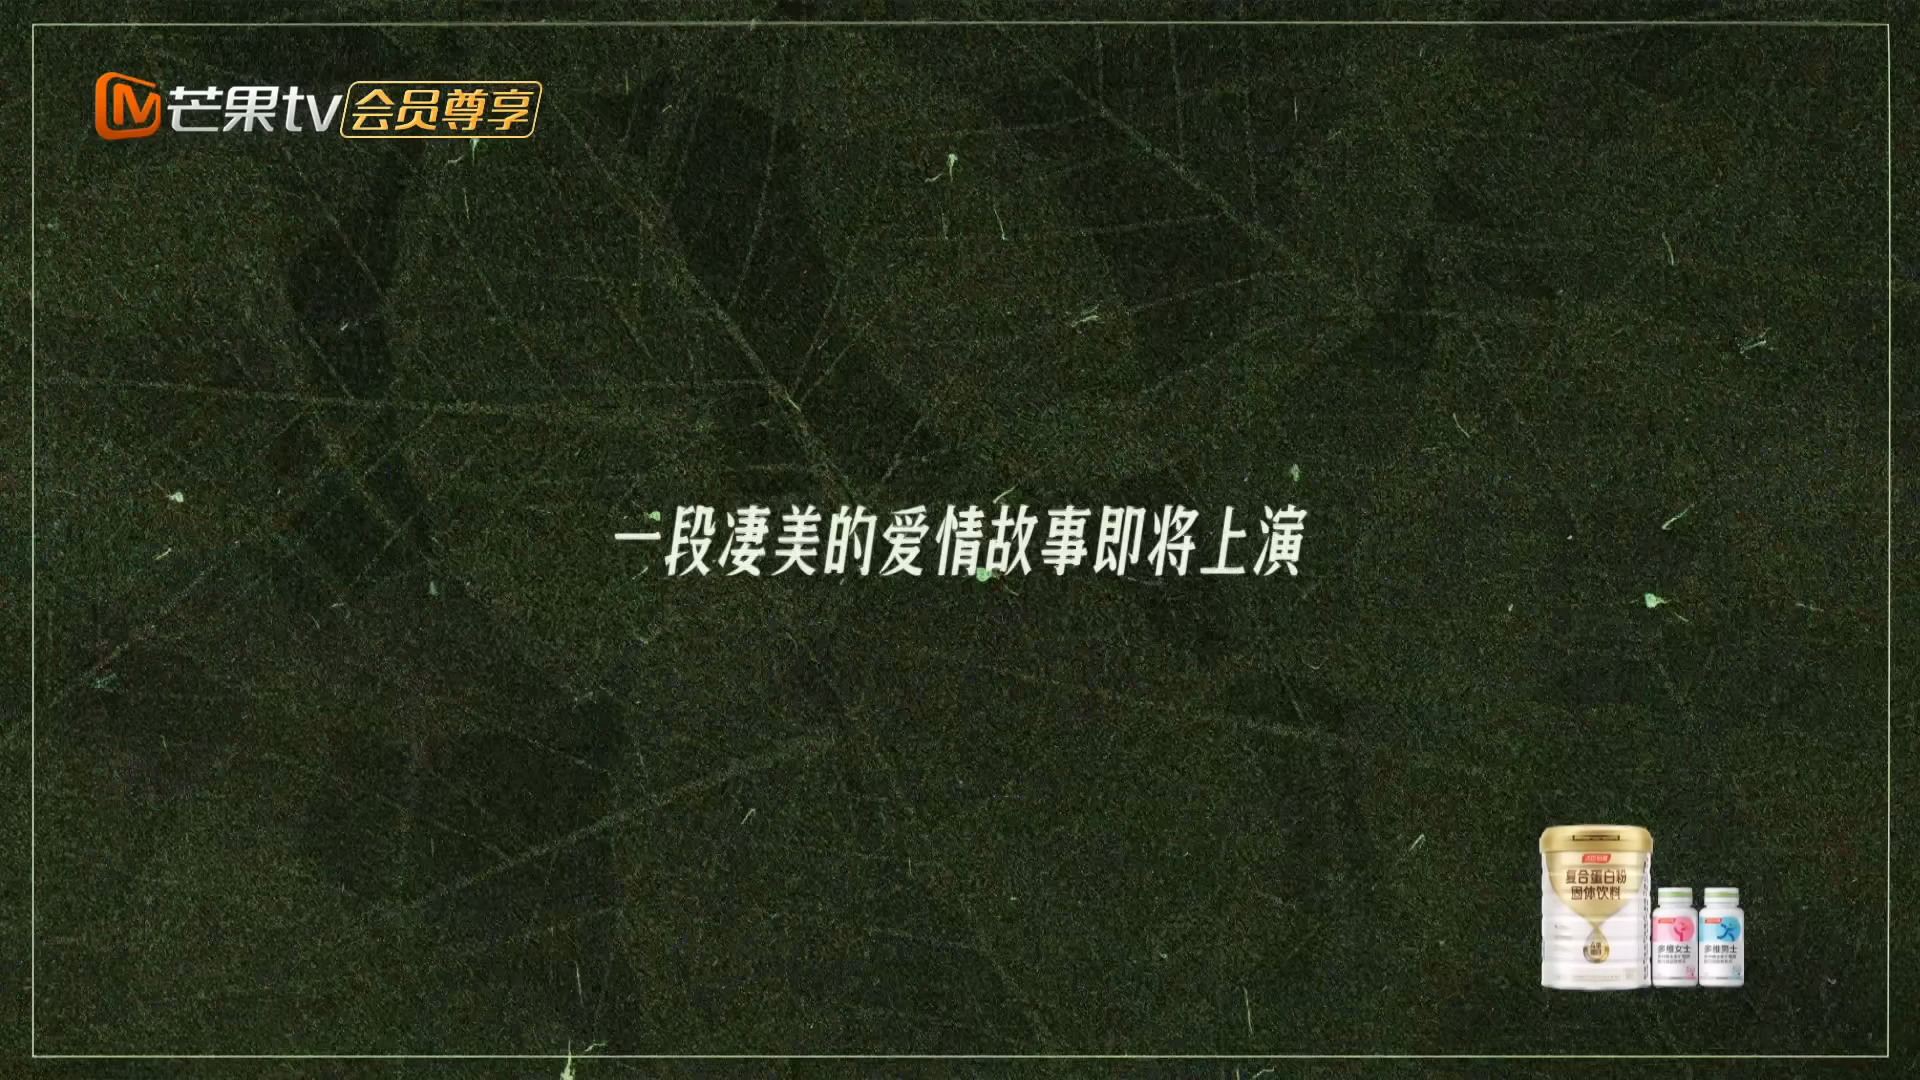 芒果tv会员尊享
一段凄美的爱情故事即将上演
复合蛋白粉
固体饮料
多维女士
多维男士